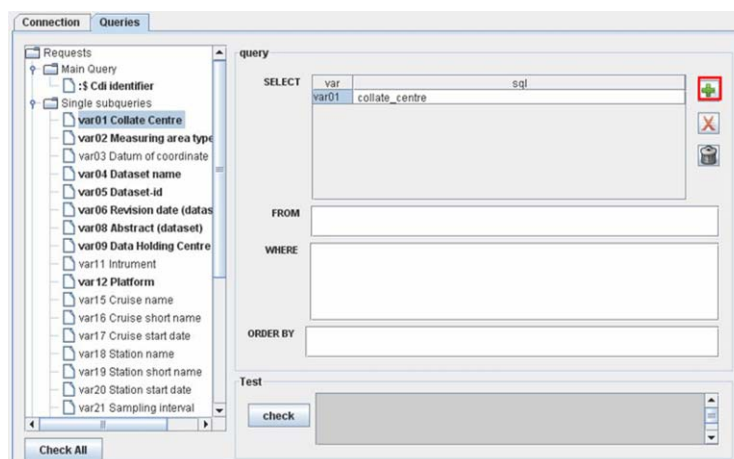 Connection Queries
Requests
Main Query
:$ Cdi identifier
Single subqueries
var01 Collate Centre
var02 Measuring area type
var03 Datum of coordinate
var04 Dataset name
var05 Dataset-id
var06 Revision date (datas
var08 Abstract (dataset)
var09 Data Holding Centre
var11 Intrument
var12 Platform
var15 Cruise name
var16 Cruise short name
var17 Cruise start date
var18 Station name
var19 Station short name
var20 Station start date
var21 Sampling interval
Check All
query
SELECT
var sql
var01 collate_centre
FROM
WHERE
ORDER BY
Test
check